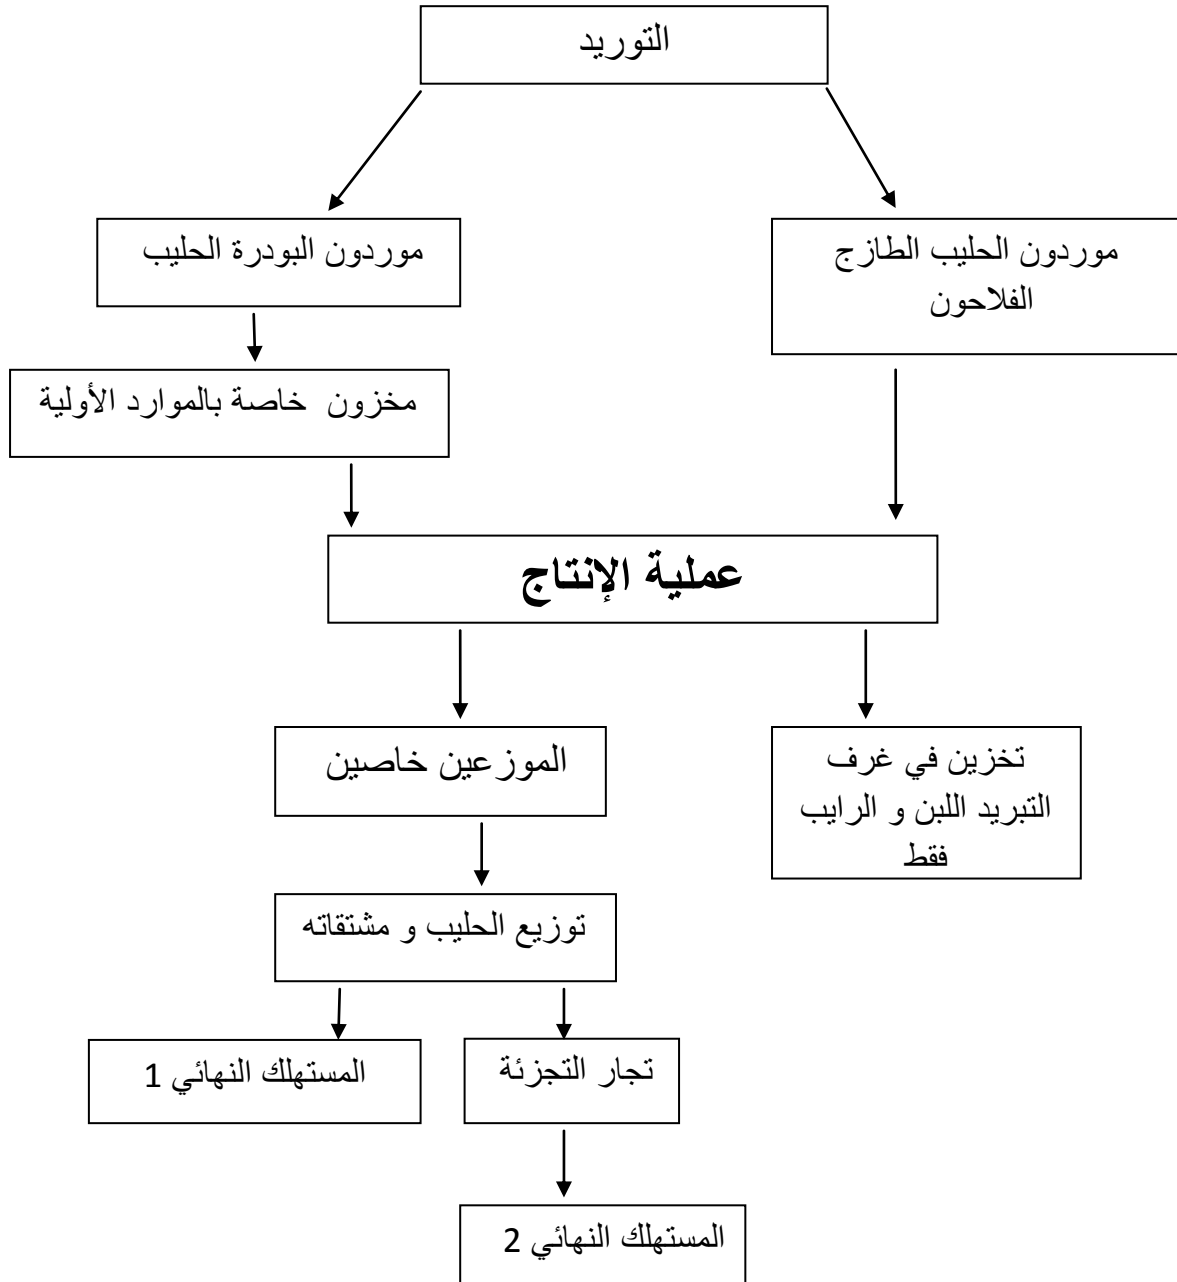 التوريد
موردون الحليب الطازج
الفلاحون
موردون البودرة الحليب
مخزون خاصة بالموارد الأولية
عملية الإنتاج
تخزين في غرف
التبريد اللبن و الرايب
فقط
الموزعين خاصين
توزيع الحليب و مشتقاته
تجار التجزئة
المستهلك النهائي 1
المستهلك النهائي 2